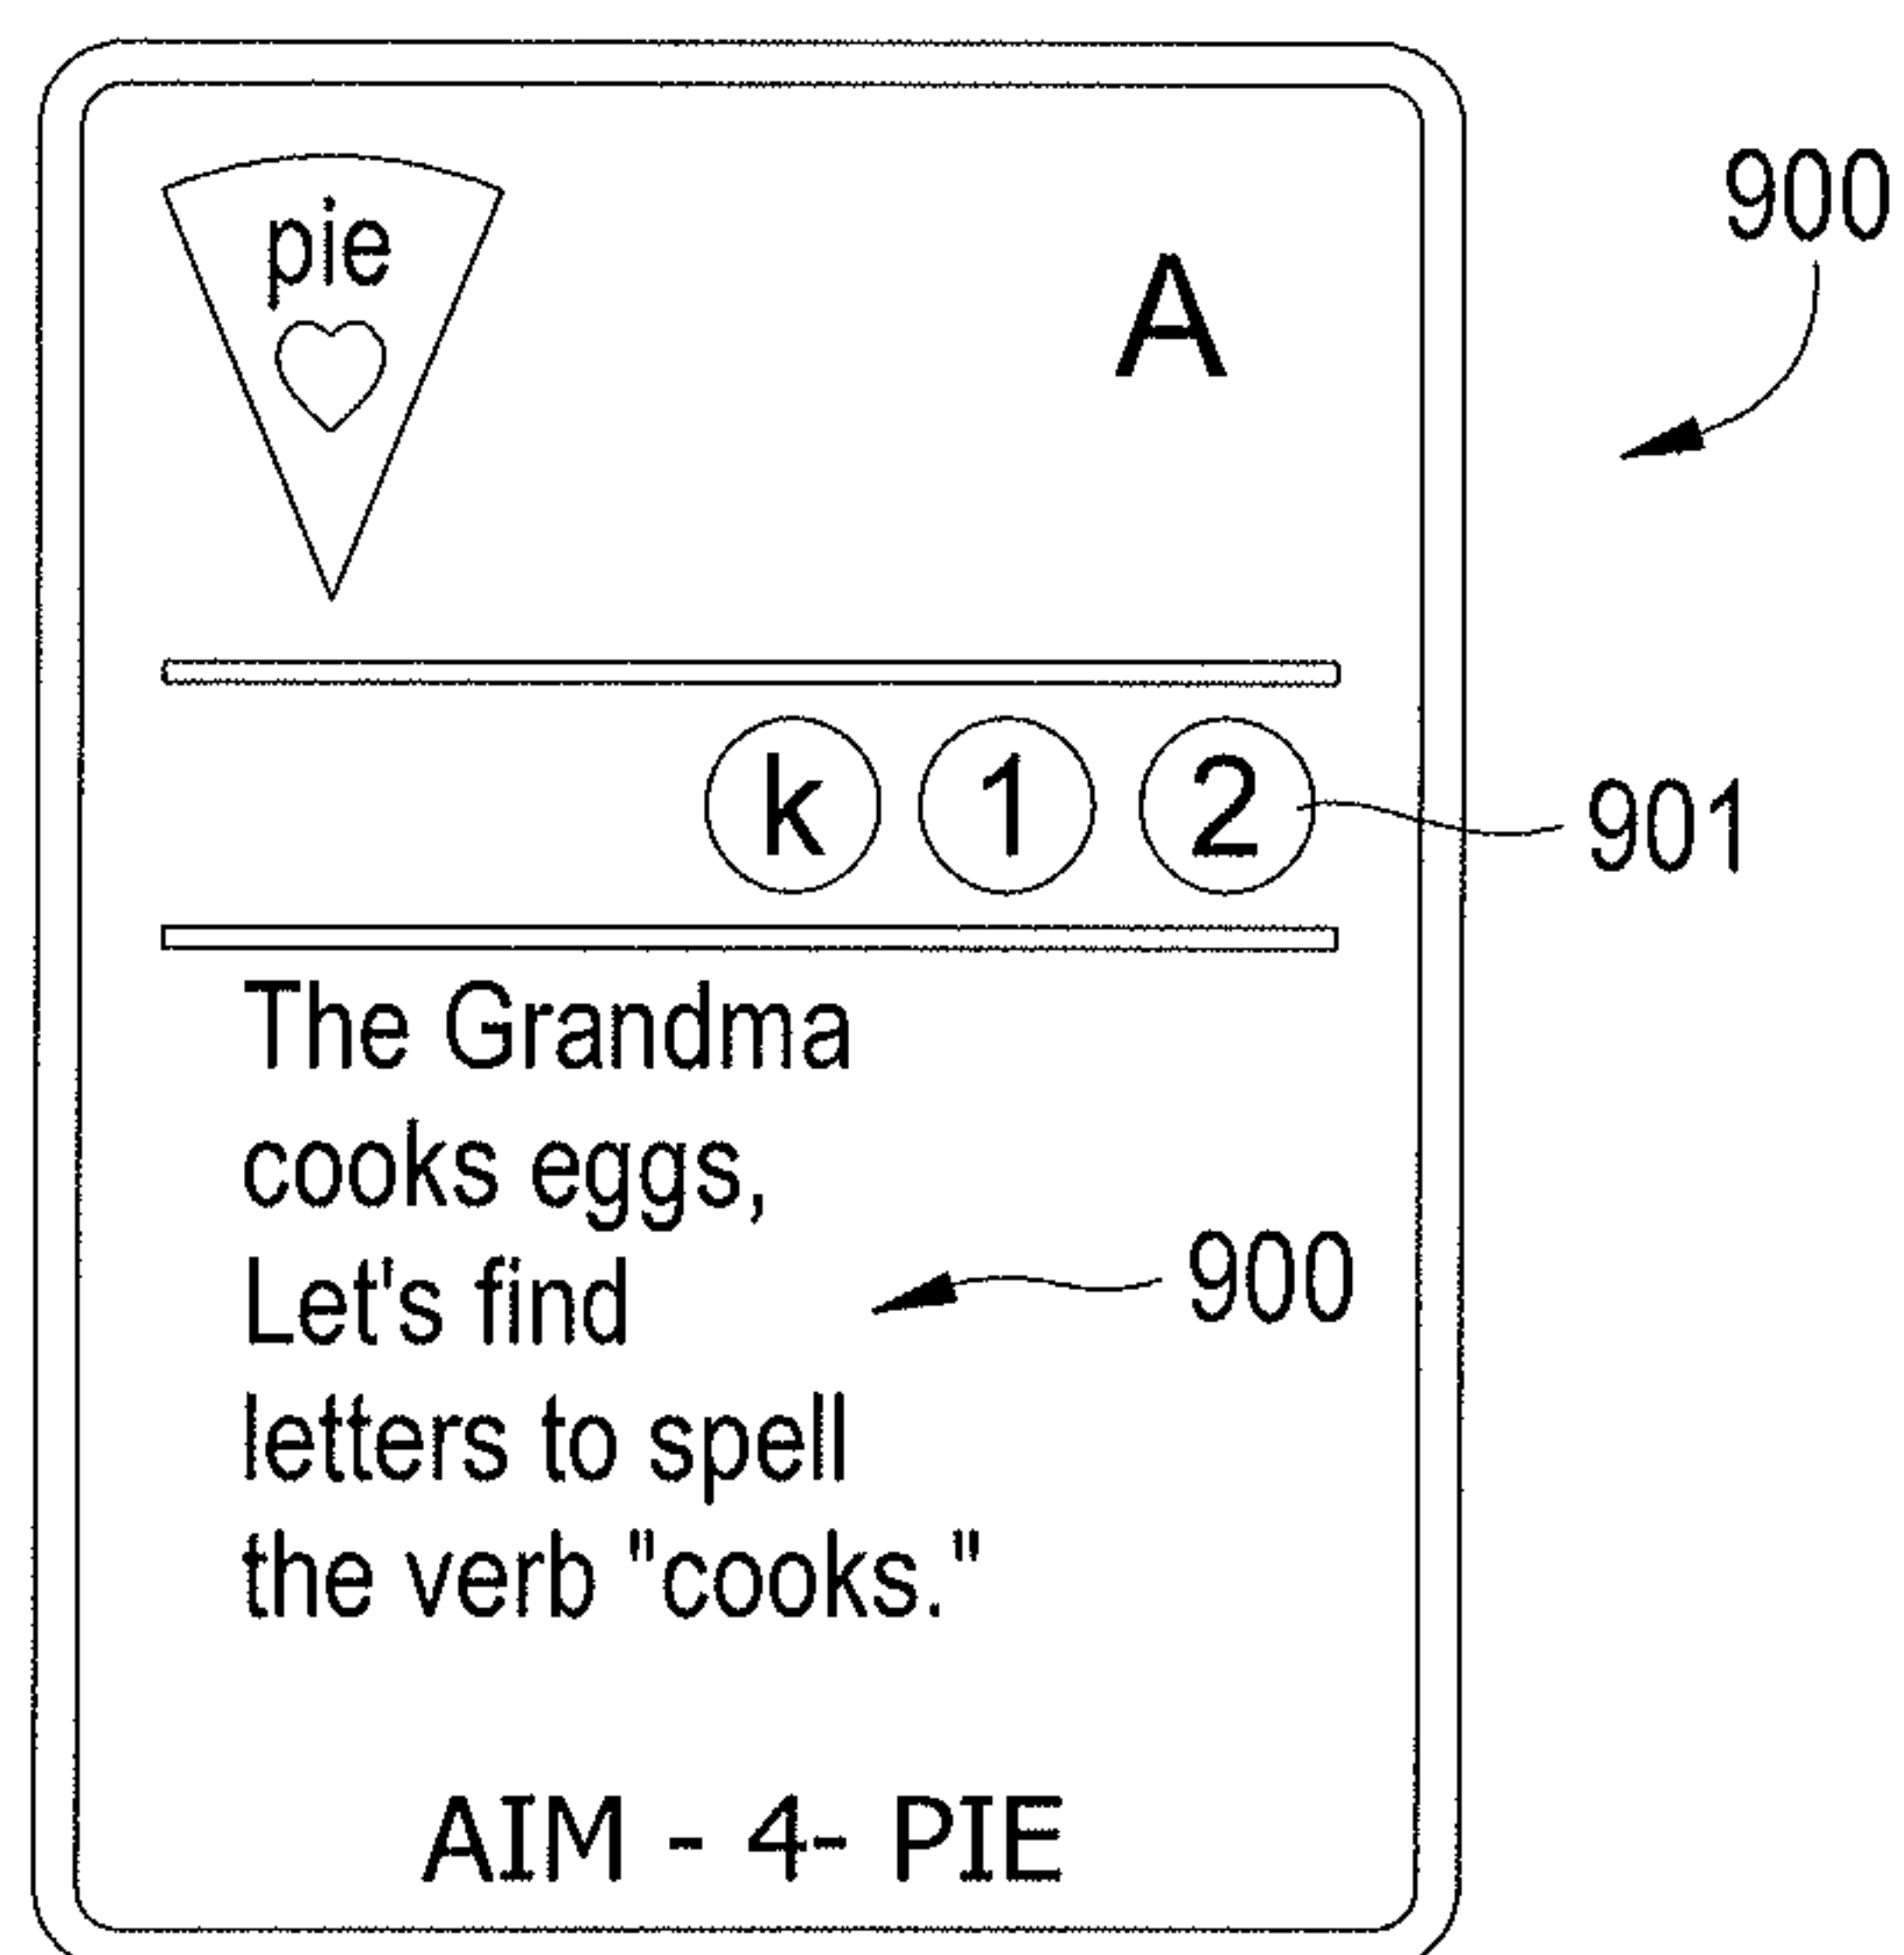 pie
A
900
k 1 2
901
The Grandma
cooks eggs,
Let's find
900
letters to spell
the verb "cooks."
AIM - 4- PIE